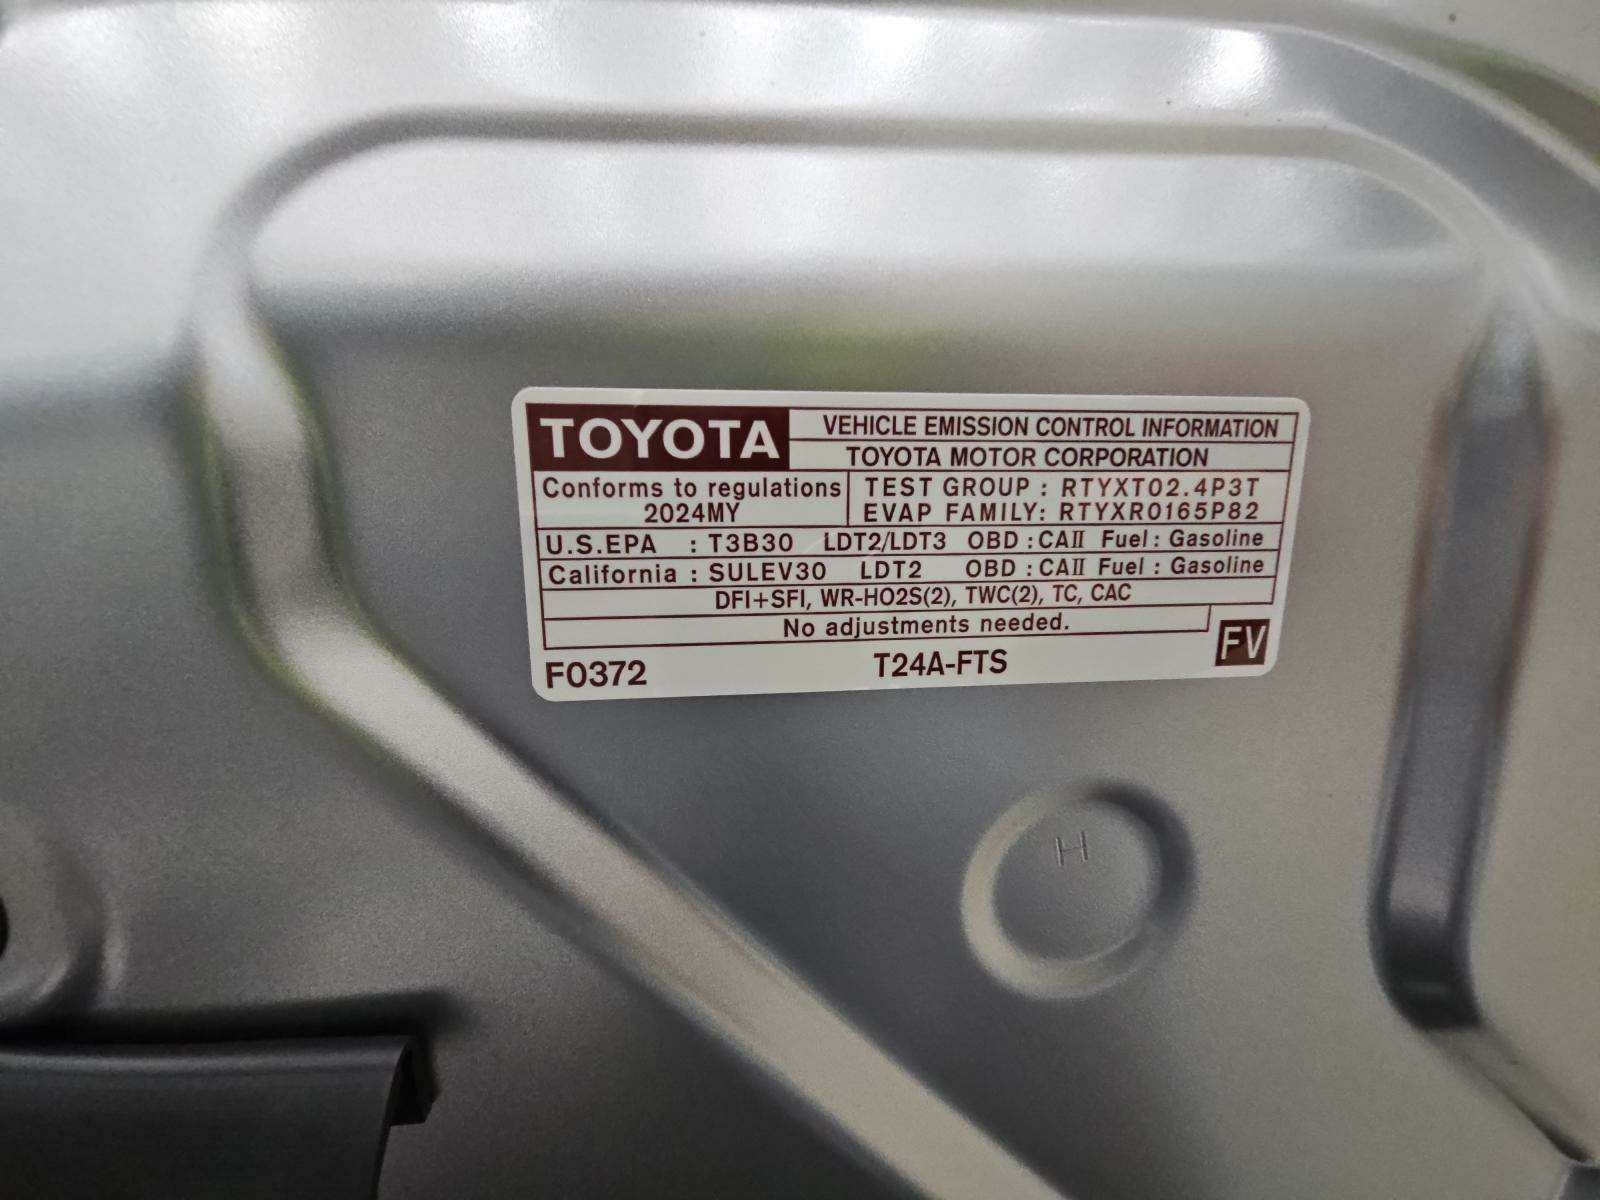 TOYOTA
VEHICLE EMISSION CONTROL INFORMATION
TOYOTA MOTOR CORPORATION
Conforms to regulations
2024MY
TEST GROUP : RTYXT02.4P3T
EVAP FAMILY: RTYXR0165P82
U.S.EPA : T3B30 LDT2/LDT3 OBD : CAⅡ Fuel : Gasoline
California : SULEV30 LDT2 OBD : CAⅡ Fuel : Gasoline
DFI+SFI, WR-HO2S(2), TWC(2), TC, CAC
No adjustments needed.
FV
F0372
T24A-FTS
H